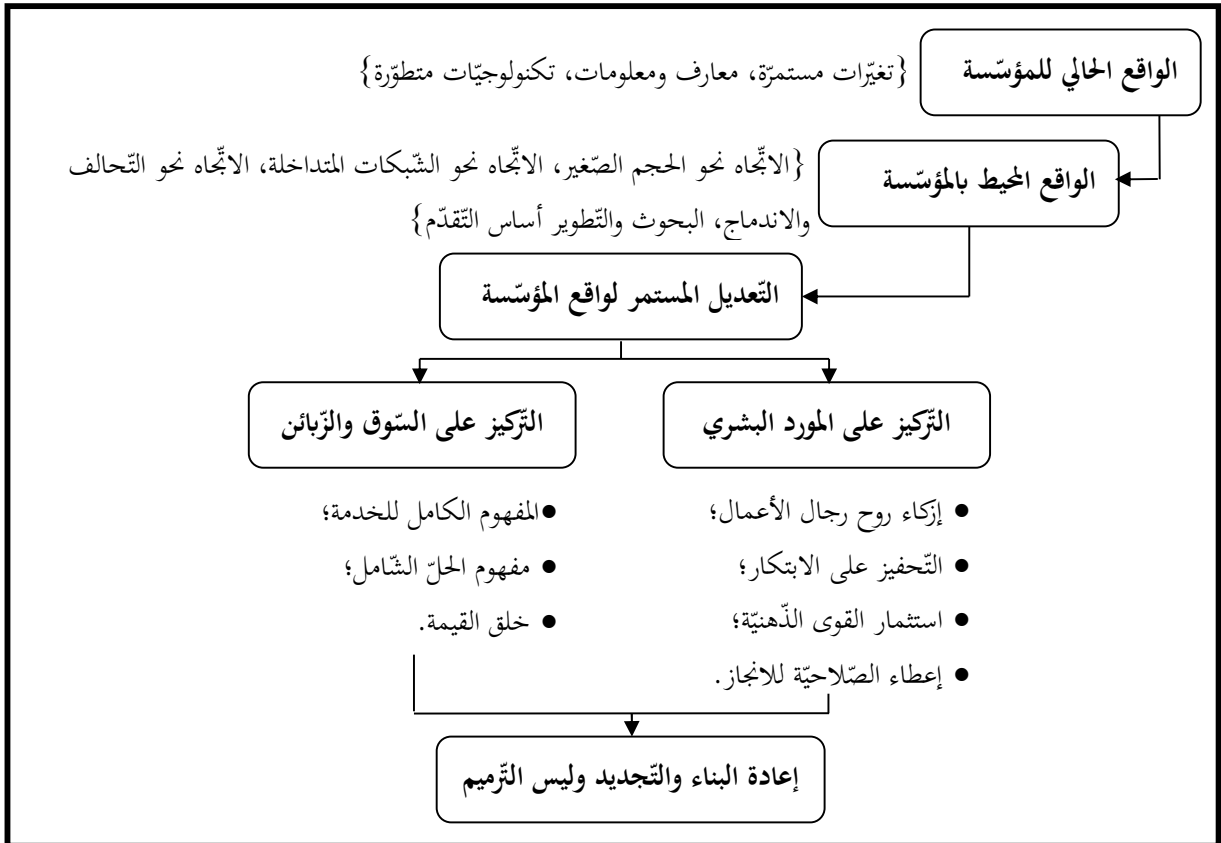 الواقع الحالي للمؤسّسة {تغيّرات مستمرّة، معارف ومعلومات، تكنولوجيّات متطوّرة}
الواقع المحيط بالمؤسّسة {الاتّجاه نحو الحجم الصّغير، الاتّجاه نحو الشّبكات المتداخلة، الاتّجاه نحو التّحالف
والاندماج، البحوث والتّطوير أساس التّقدّم}
التّعديل المستمر لواقع المؤسّسة
التّركيز على المورد البشري
● إزكاء روح رجال الأعمال؛
● التّحفيز على الابتكار؛
● استثمار القوى الذّهنيّة؛
● إعطاء الصّلاحيّة للانجاز.
التّركيز على السّوق والزّبائن
●المفهوم الكامل للخدمة؛
● مفهوم الحلّ الشّامل؛
● خلق القيمة.
إعادة البناء والتّجديد وليس التّرميم